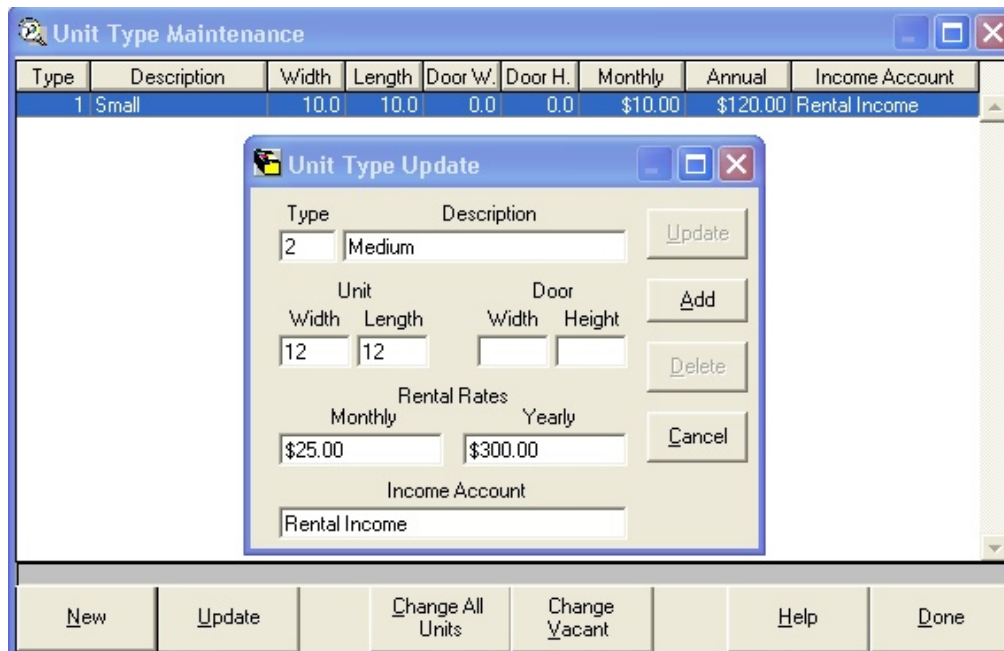 Unit Type Maintenance
Type Description Width Length Door W. Door H. Monthly Annual Income Account
1 Small 10.0 10.0 0.0 0.0 $10.00 $120.00 Rental Income
Unit Type Update
Type Description
2 Medium
Update
Unit Door
Add
Width Length Width Height
12 12
Delete
Rental Rates
Monthly Yearly
Cancel
$25.00 $300.00
Income Account
Rental Income
New Update Change All Units Change Vacant Help Done